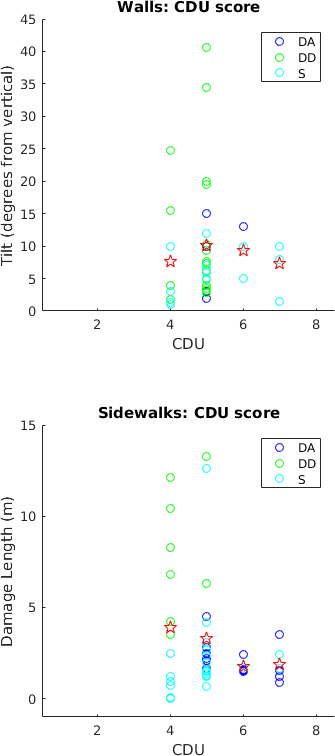 Walls: CDU score
45
40
35
30
25
20
15
10
5
0
Tilt (degrees from vertical)
DA
DD
S
2 4 6 8
CDU
Sidewalks: CDU score
15
10
5
0
Damage Length (m)
DA
DD
S
2 4 6 8
CDU